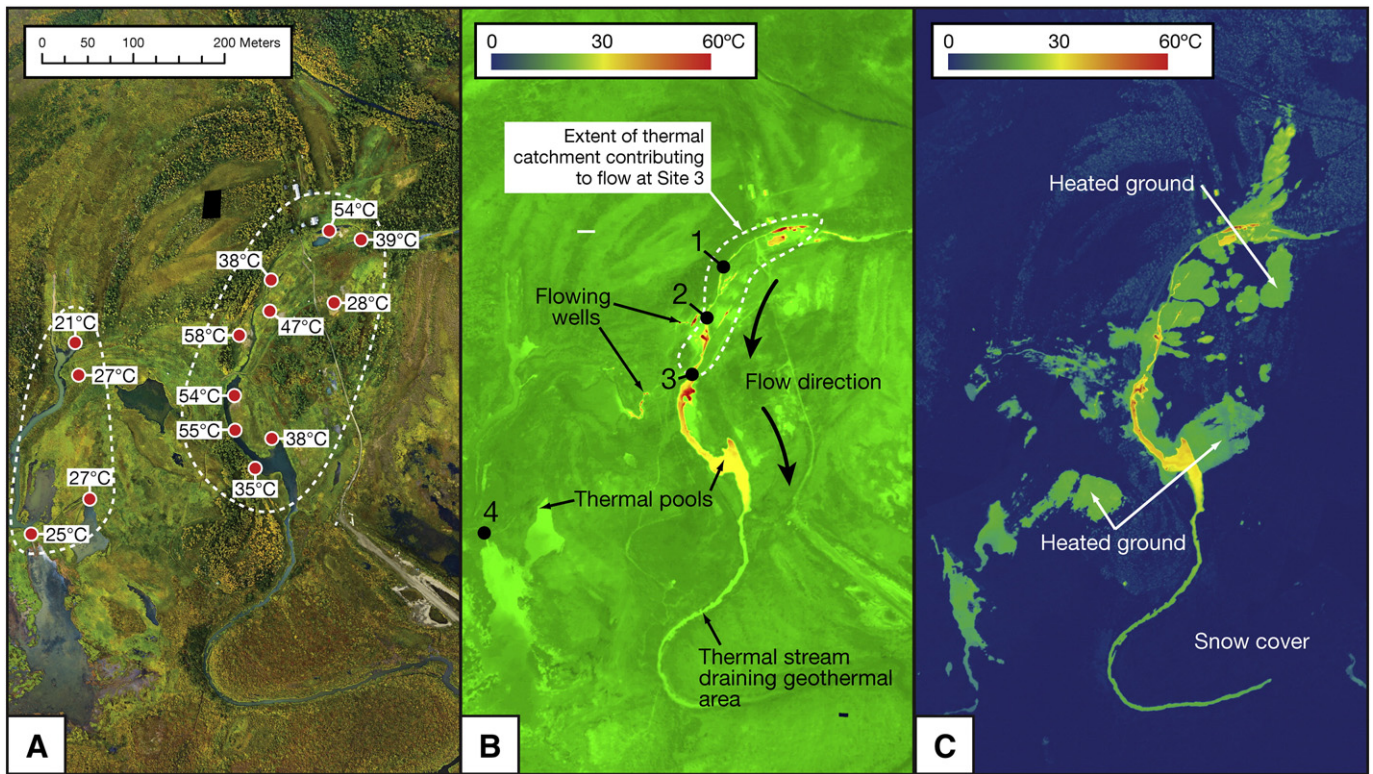 0 50 100 200 Meters
54°C
39°C
38°C
28°C
47°C
58°C
21°C
27°C
54°C
55°C
38°C
35°C
27°C
25°C
A
0 30 60ºC
Extent of thermal
catchment contributing
to flow at Site 3
1
2
Flowing
wells
3
Flow direction
Thermal pools
4
Thermal stream
draining geothermal
area
B
0 30 60ºC
Heated ground
Heated ground
Snow cover
C